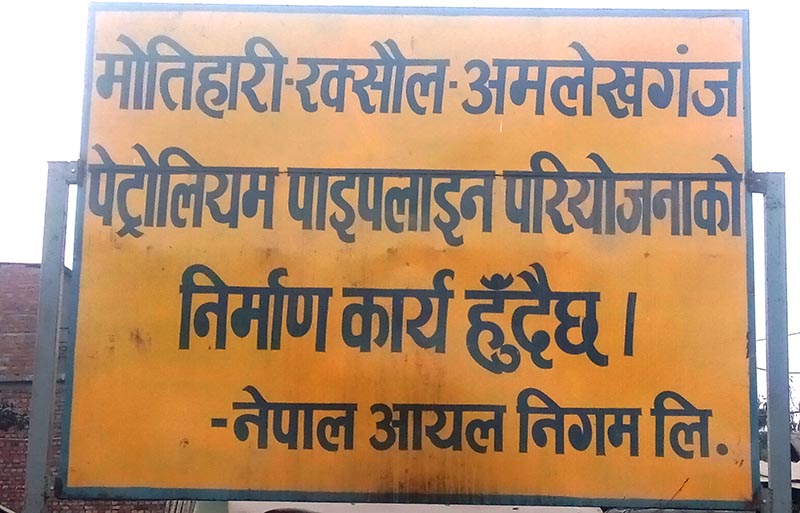 मोतिहारी-रक्सौल-अमलेखगंज
पेट्रोलियम पाइपलाइन परियोजनाको
निर्माण कार्य हुँदैछ ।
-नेपाल आयल निगम लि.